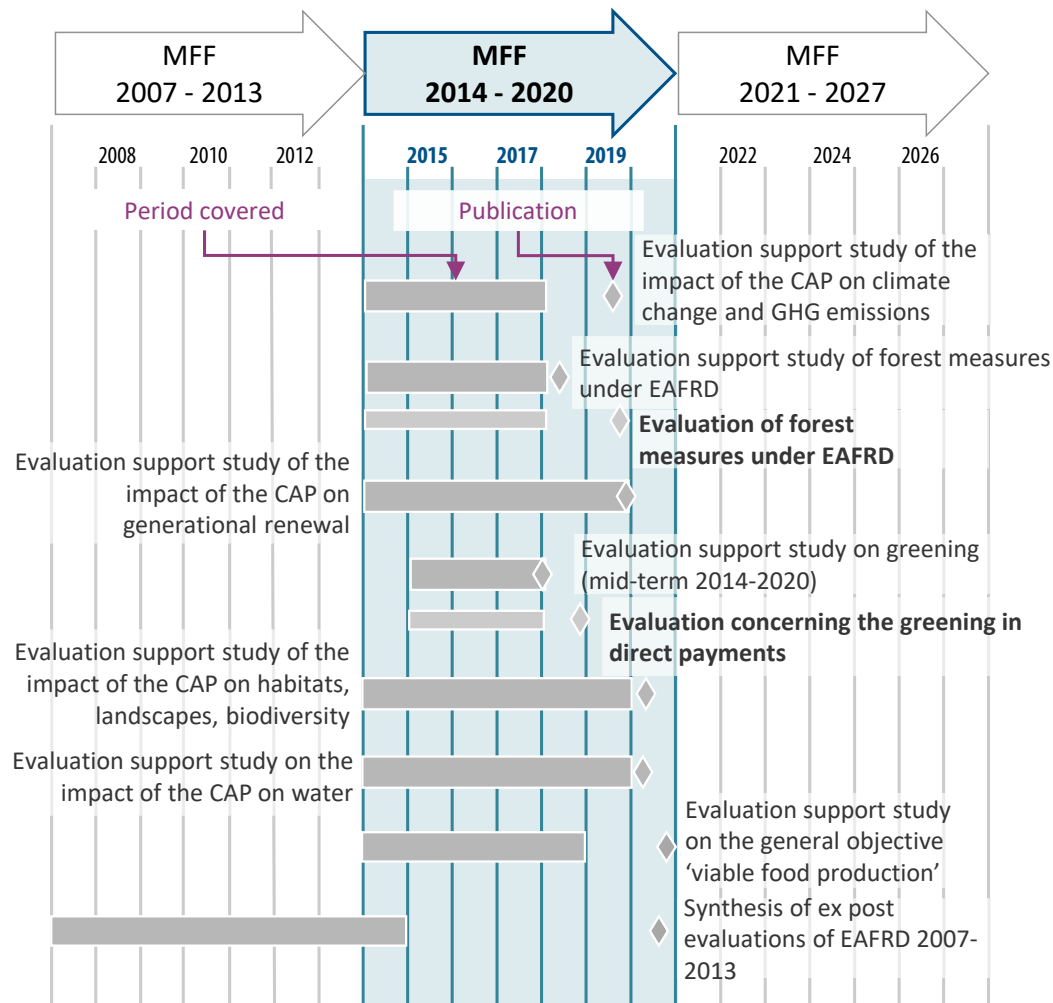 MFF
2007 - 2013
MFF
2014 - 2020
MFF
2021 - 2027
2008
2010
2012
2015
2017
2019
2022
2024
2026
Period covered
Publication
Evaluation support study of the
impact of the CAP on climate
change and GHG emissions
Evaluation support study of forest measures
under EAFRD
Evaluation of forest
measures under EAFRD
Evaluation support study of the
impact of the CAP on
generational renewal
Evaluation support study on greening
(mid-term 2014-2020)
Evaluation concerning the greening in
direct payments
Evaluation support study of the
impact of the CAP on habitats,
landscapes, biodiversity
Evaluation support study on the
impact of the CAP on water
Evaluation support study
on the general objective
‘viable food production’
Synthesis of ex post
evaluations of EAFRD 2007-
2013